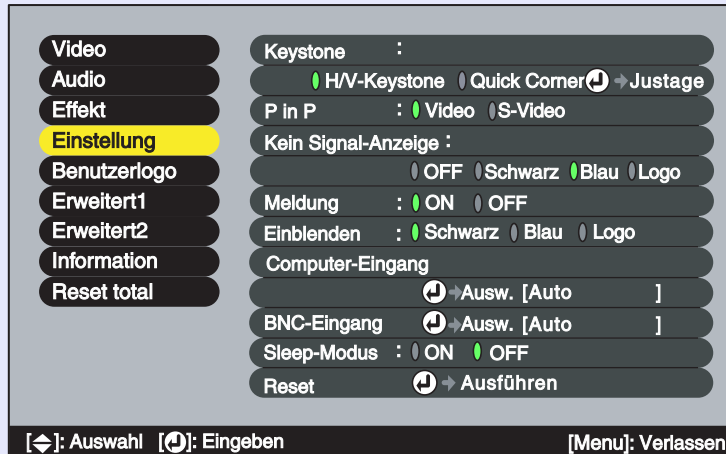 Video
Audio
Effekt
Einstellung
Benutzerlogo
Erweitert1
Erweitert2
Information
Reset total
Keystone :
H/V-Keystone Quick Corner Justage
P in P : Video S-Video
Kein Signal-Anzeige :
OFF Schwarz Blau Logo
Meldung : ON OFF
Einblenden : Schwarz Blau Logo
Computer-Eingang
Ausw. [Auto ]
BNC-Eingang Ausw. [Auto ]
Sleep-Modus : ON OFF
Reset Ausführen
[ ]: Auswahl [ ]: Eingeben [Menu]: Verlassen